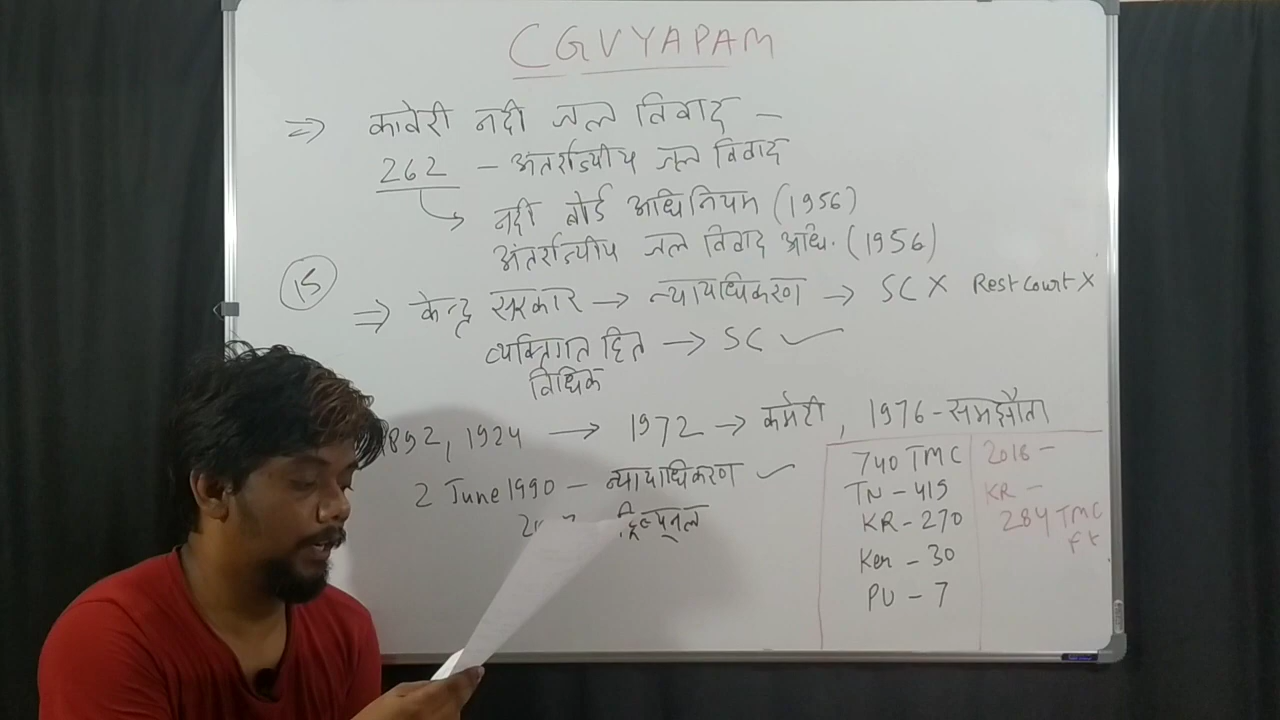 CGVYAPAM
⇒ कावेरी नदी जल विवाद —
262 — अंतर्राज्यीय जल विवाद
नदी बोर्ड अधिनियम (1956)
अंतर्राज्यीय जल विवाद अधि. (1956)
15
⇒ केन्द्र सरकार → न्यायाधिकरण → SC X Rest Court X
व्यक्तिगत हित → SC ✓
विधिक
892, 1924 → 1972 → कमेटी, 1976 - समझौता
2 June 1990 — न्यायाधिकरण ✓
ट्रिब्यूनल
740 TMC
TN - 419
KR - 270
Ker - 30
PU - 7
2018 -
KR -
284 TMC
ft